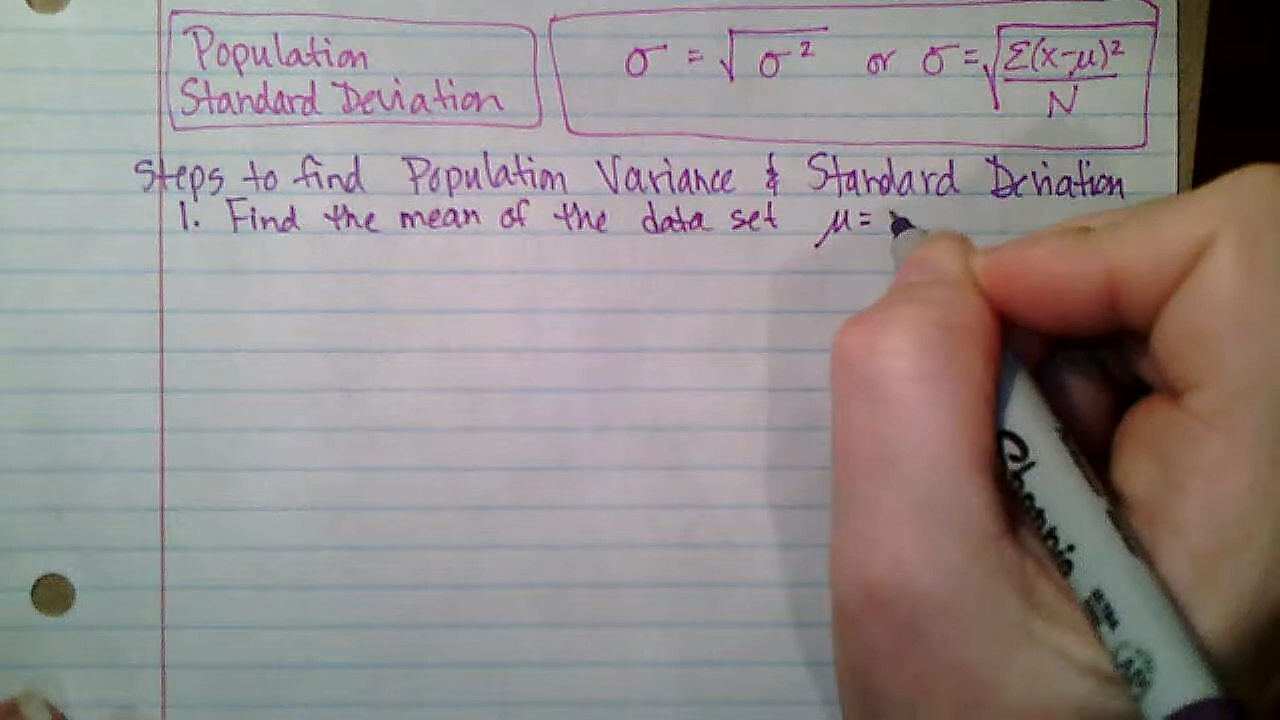 Population
Standard Deviation
σ = √σ² or σ = √(Σ(x-μ)²/N)
Steps to find Population Variance & Standard Deviation
1. Find the mean of the data set μ=
Sharpie